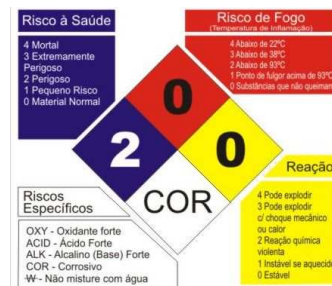 Risco à Saúde
4 Mortal
3 Extremamente
Perigoso
2 Perigoso
1 Pequeno Risco
0 Material Normal
Risco de Fogo
(Temperatura de Inflamação)
4 Abaixo de 22ºC
3 Abaixo de 38ºC
2 Abaixo de 93ºC
1 Ponto de fulgor acima de 93ºC
0 Substâncias que não queimam
0
2
0
COR
Reação
4 Pode explodir
3 Pode explodir
c/ choque mecânico
ou calor
2 Reação química
violenta
1 Instável se aquecido
0 Estável
Riscos
Específicos
OXY - Oxidante forte
ACID - Ácido Forte
ALK - Alcalino (Base) Forte
COR - Corrosivo
W - Não misture com água